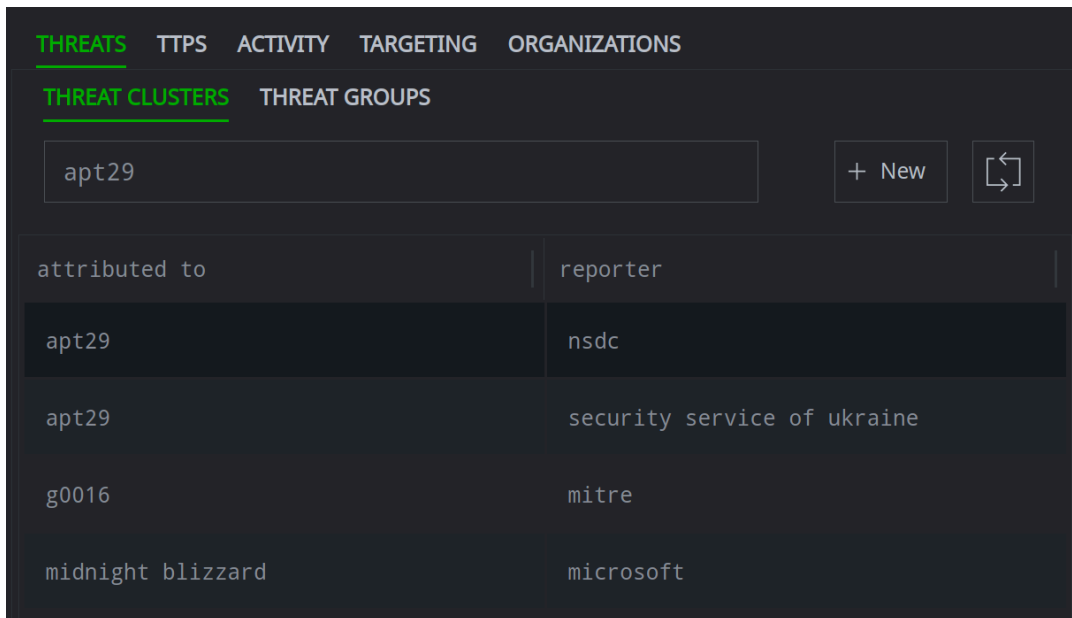 THREATS TTPS ACTIVITY TARGETING ORGANIZATIONS
THREAT CLUSTERS THREAT GROUPS
apt29 + New
attributed to reporter
apt29 nsdc
apt29 security service of ukraine
g0016 mitre
midnight blizzard microsoft